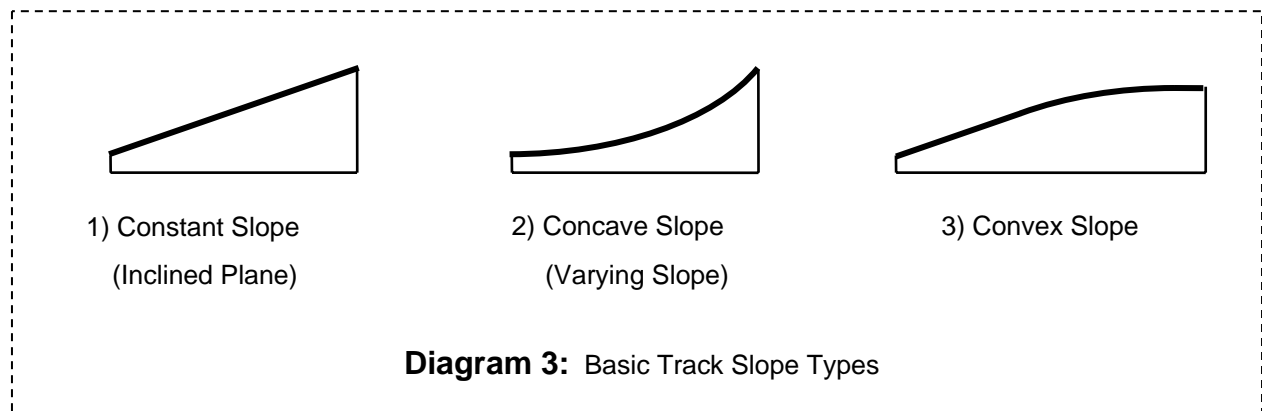 1) Constant Slope
(Inclined Plane)
2) Concave Slope
(Varying Slope)
3) Convex Slope
Diagram 3: Basic Track Slope Types